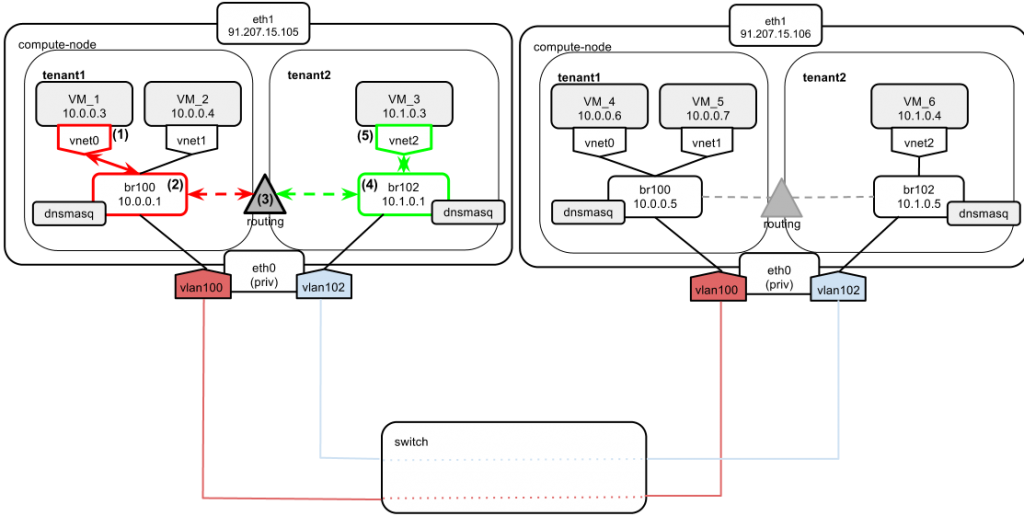 eth1
91.207.15.105
compute-node
tenant1
tenant2
VM_1
10.0.0.3
VM_2
10.0.0.4
VM_3
10.1.0.3
vnet0
(1)
vnet1
(5)
vnet2
br100
10.0.0.1
(2)
(3)
routing
(4)
br102
10.1.0.1
dnsmasq
dnsmasq
eth0
(priv)
vlan100
vlan102
eth1
91.207.15.106
compute-node
tenant1
tenant2
VM_4
10.0.0.6
VM_5
10.0.0.7
VM_6
10.1.0.4
vnet0
vnet1
vnet2
br100
10.0.0.5
routing
br102
10.1.0.5
dnsmasq
dnsmasq
eth0
(priv)
vlan100
vlan102
switch